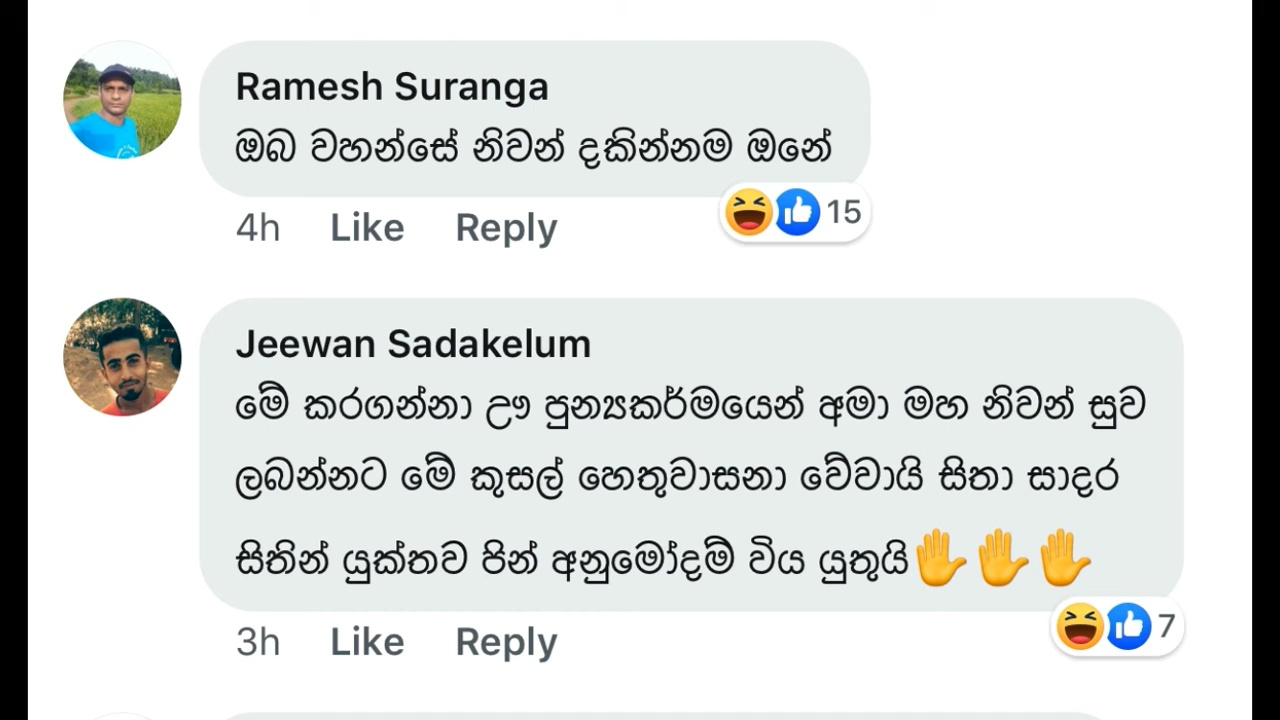 Ramesh Suranga
ඔබ වහන්සේ නිවන් දකින්නම ඔනේ
4h Like Reply 15
Jeewan Sadakelum
මේ කරගන්නා ඌ පුන්‍යකර්මයෙන් අමා මහ නිවන් සුව
ලබන්නට මේ කුසල් හෙතුවාසනා වේවායි සිතා සාදර
සිතින් යුක්තව පින් අනුමෝදම් විය යුතුයි🖐🖐🖐
3h Like Reply 7